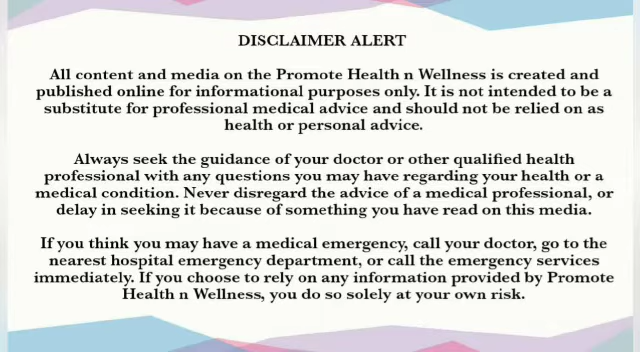 DISCLAIMER ALERT
All content and media on the Promote Health n Wellness is created and
published online for informational purposes only. It is not intended to be a
substitute for professional medical advice and should not be relied on as
health or personal advice.
Always seek the guidance of your doctor or other qualified health
professional with any questions you may have regarding your health or a
medical condition. Never disregard the advice of a medical professional, or
delay in seeking it because of something you have read on this media.
If you think you may have a medical emergency, call your doctor, go to the
nearest hospital emergency department, or call the emergency services
immediately. If you choose to rely on any information provided by Promote
Health n Wellness, you do so solely at your own risk.